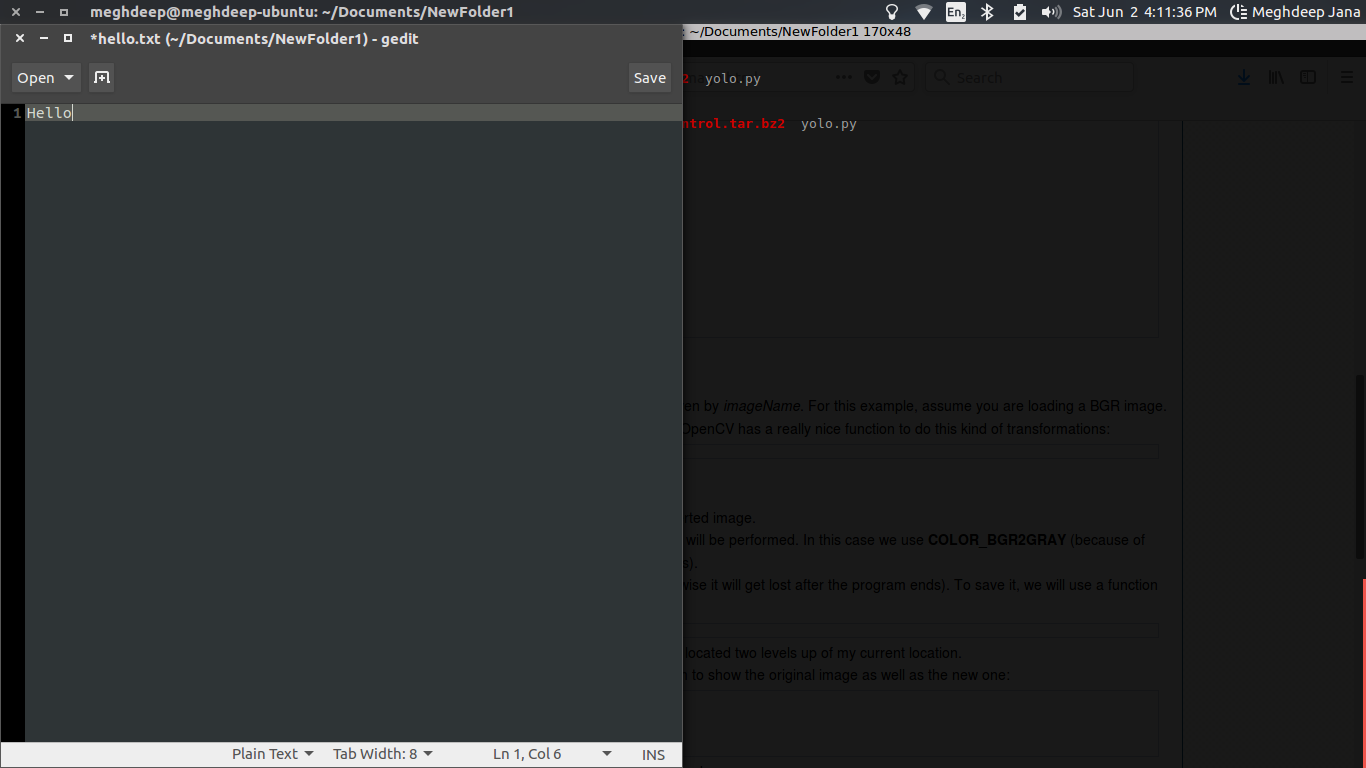 meghdeep@meghdeep-ubuntu: ~/Documents/NewFolder1
En₂ Sat Jun 2 4:11:36 PM Meghdeep Jana
*hello.txt (~/Documents/NewFolder1) - gedit
: ~/Documents/NewFolder1 170x48
Open Save
2 yolo.py Search
1 Hello
ntrol.tar.bz2 yolo.py
en by imageName. For this example, assume you are loading a BGR image.
OpenCV has a really nice function to do this kind of transformations:
rted image.
will be performed. In this case we use COLOR_BGR2GRAY (because of
s).
wise it will get lost after the program ends). To save it, we will use a function
located two levels up of my current location.
n to show the original image as well as the new one:
Plain Text Tab Width: 8 Ln 1, Col 6 INS